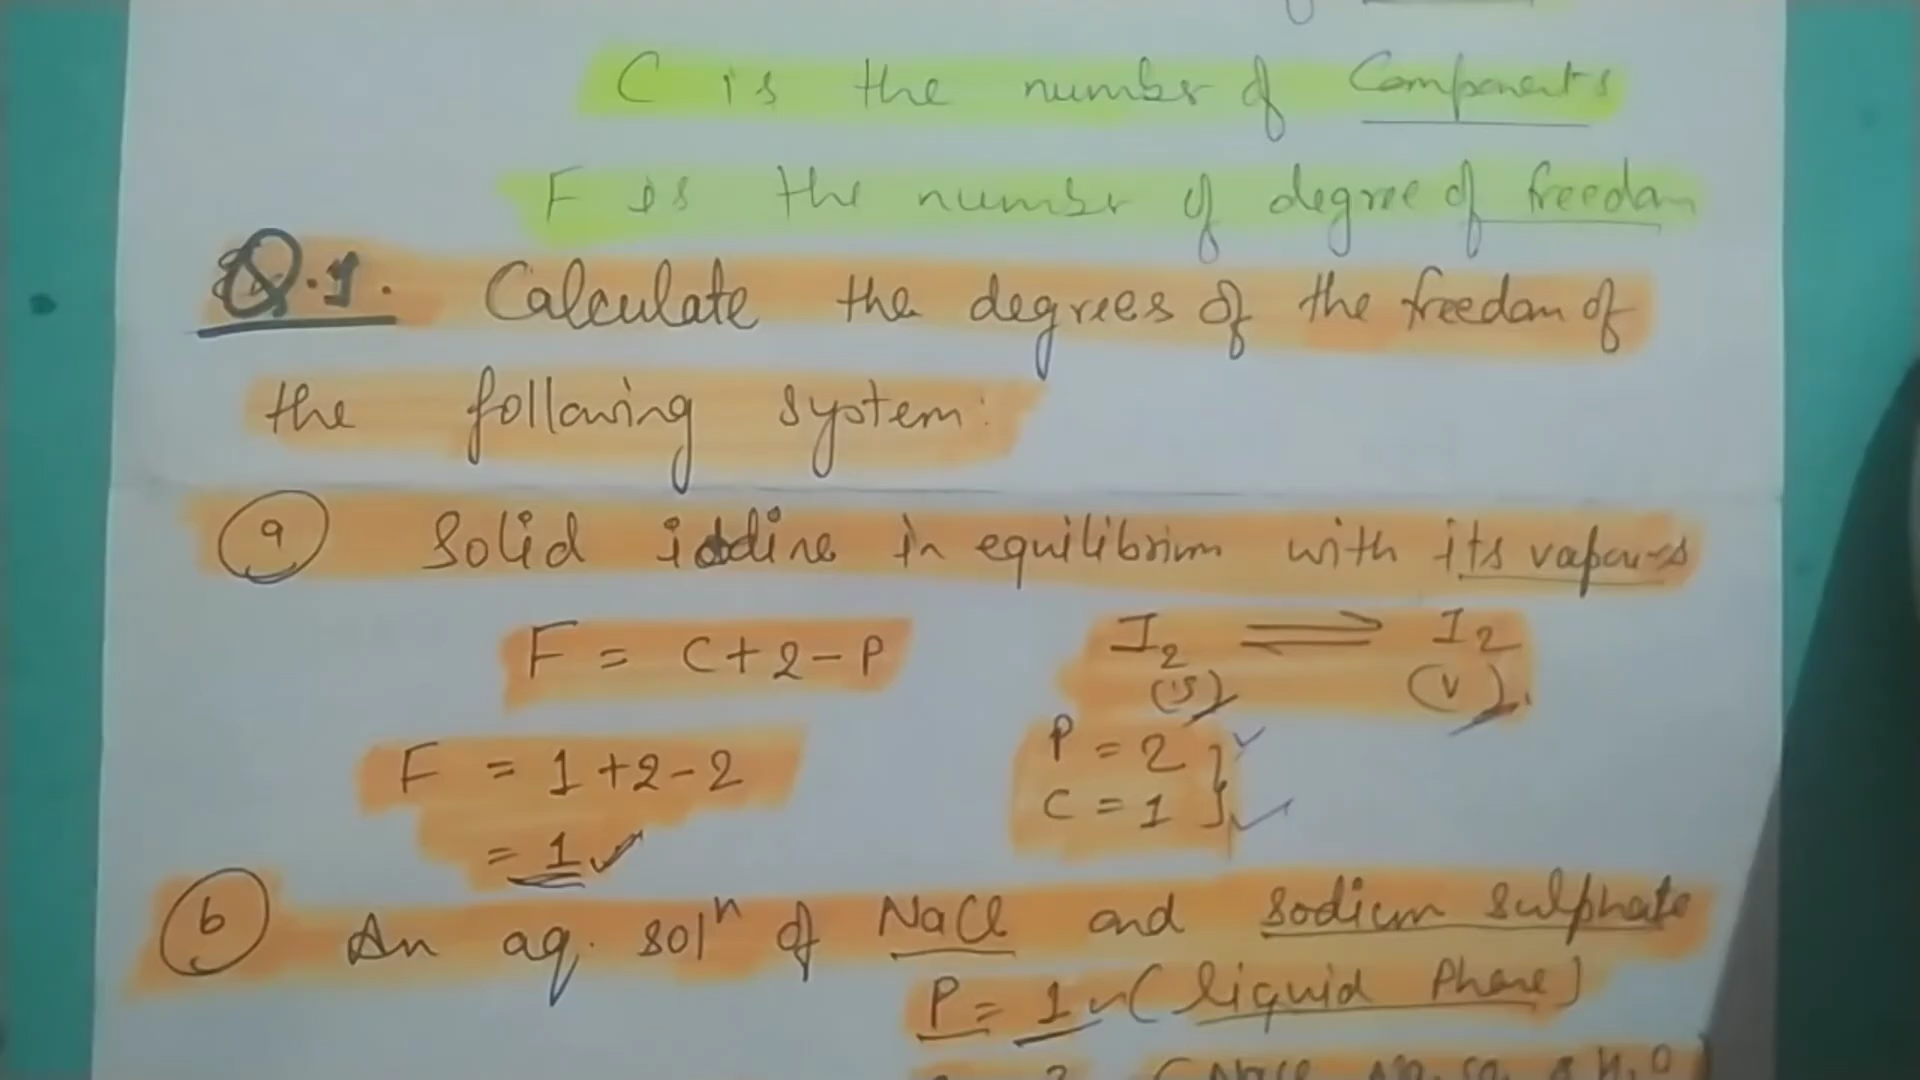 C is the number of Components
F is the number of degree of freedom
Q.1. Calculate the degrees of the freedom of
the following system:
a Solid iodine in equilibrium with its vapours
F = C+2-P
I2 ⇌ I2
(s) (v).
P = 2
F = 1+2-2
C = 1
= 1
b An aq. solⁿ of NaCl and sodium sulphate
P = 1 (liquid Phase)